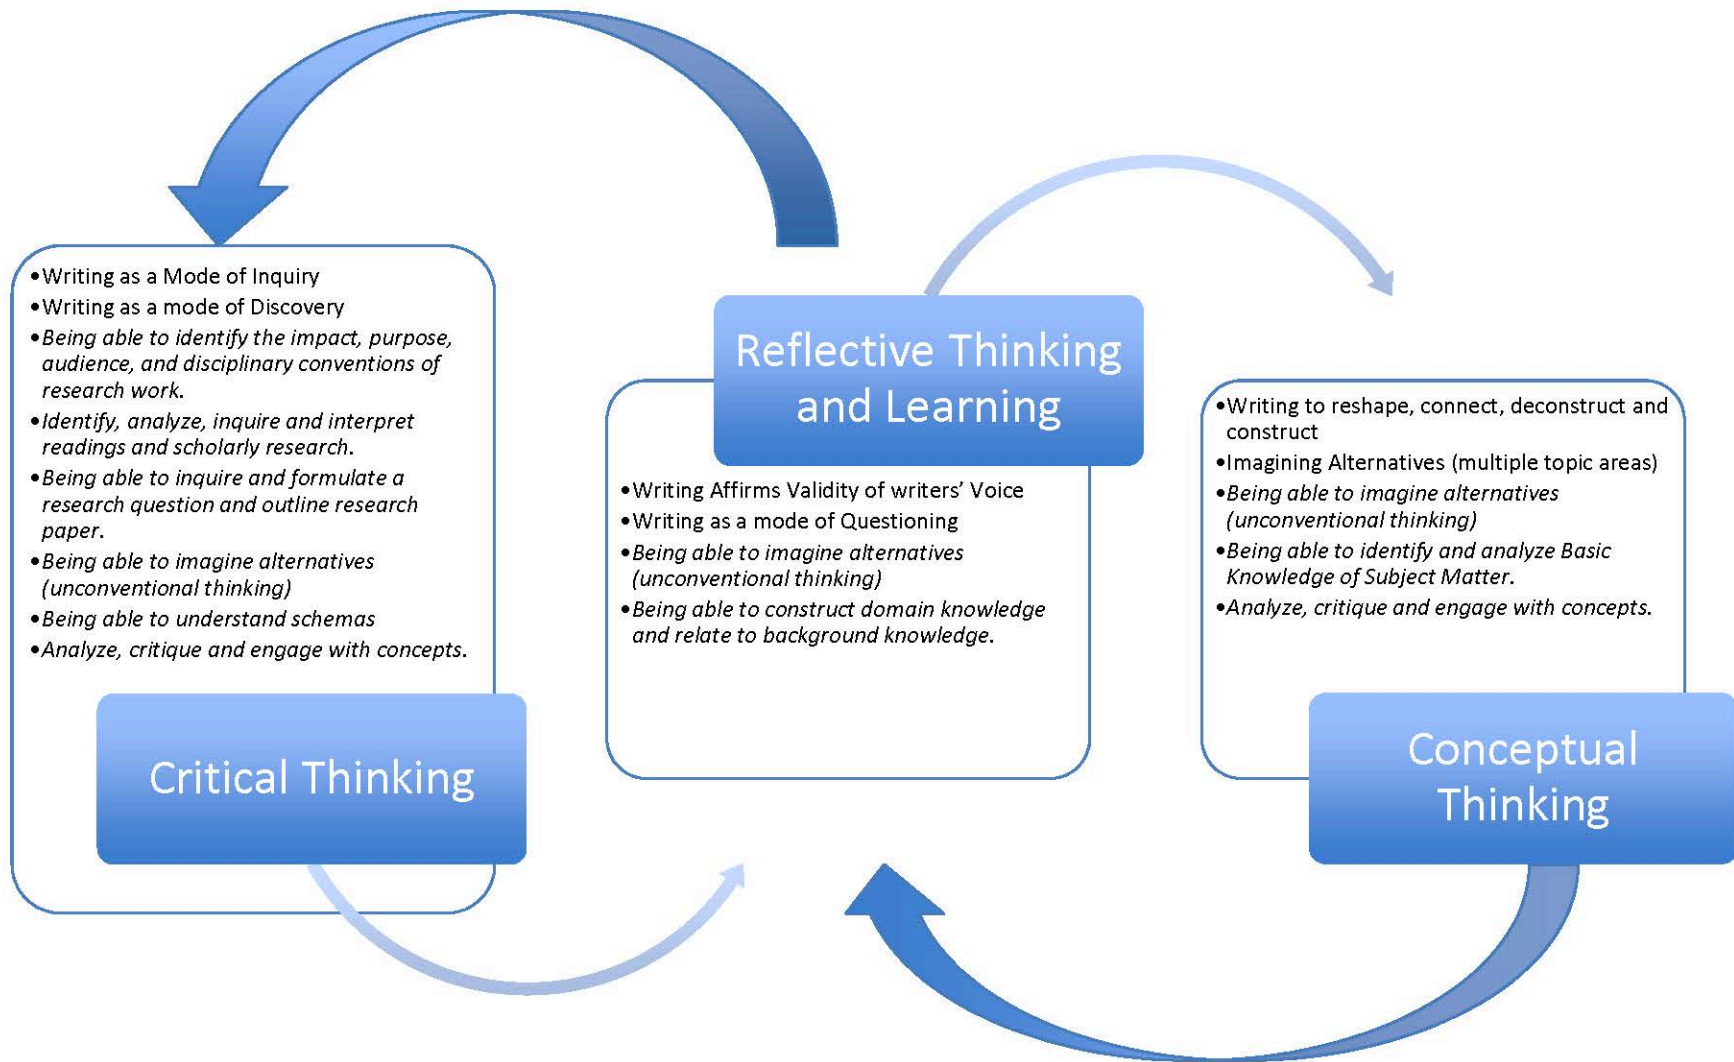 •Writing as a Mode of Inquiry
•Writing as a mode of Discovery
•Being able to identify the impact, purpose,
audience, and disciplinary conventions of
research work.
•Identify, analyze, inquire and interpret
readings and scholarly research.
•Being able to inquire and formulate a
research question and outline research
paper.
•Being able to imagine alternatives
(unconventional thinking)
•Being able to understand schemas
•Analyze, critique and engage with concepts.
Critical Thinking
Reflective Thinking
and Learning
•Writing Affirms Validity of writers’ Voice
•Writing as a mode of Questioning
•Being able to imagine alternatives
(unconventional thinking)
•Being able to construct domain knowledge
and relate to background knowledge.
•Writing to reshape, connect, deconstruct and
construct
•Imagining Alternatives (multiple topic areas)
•Being able to imagine alternatives
(unconventional thinking)
•Being able to identify and analyze Basic
Knowledge of Subject Matter.
•Analyze, critique and engage with concepts.
Conceptual
Thinking